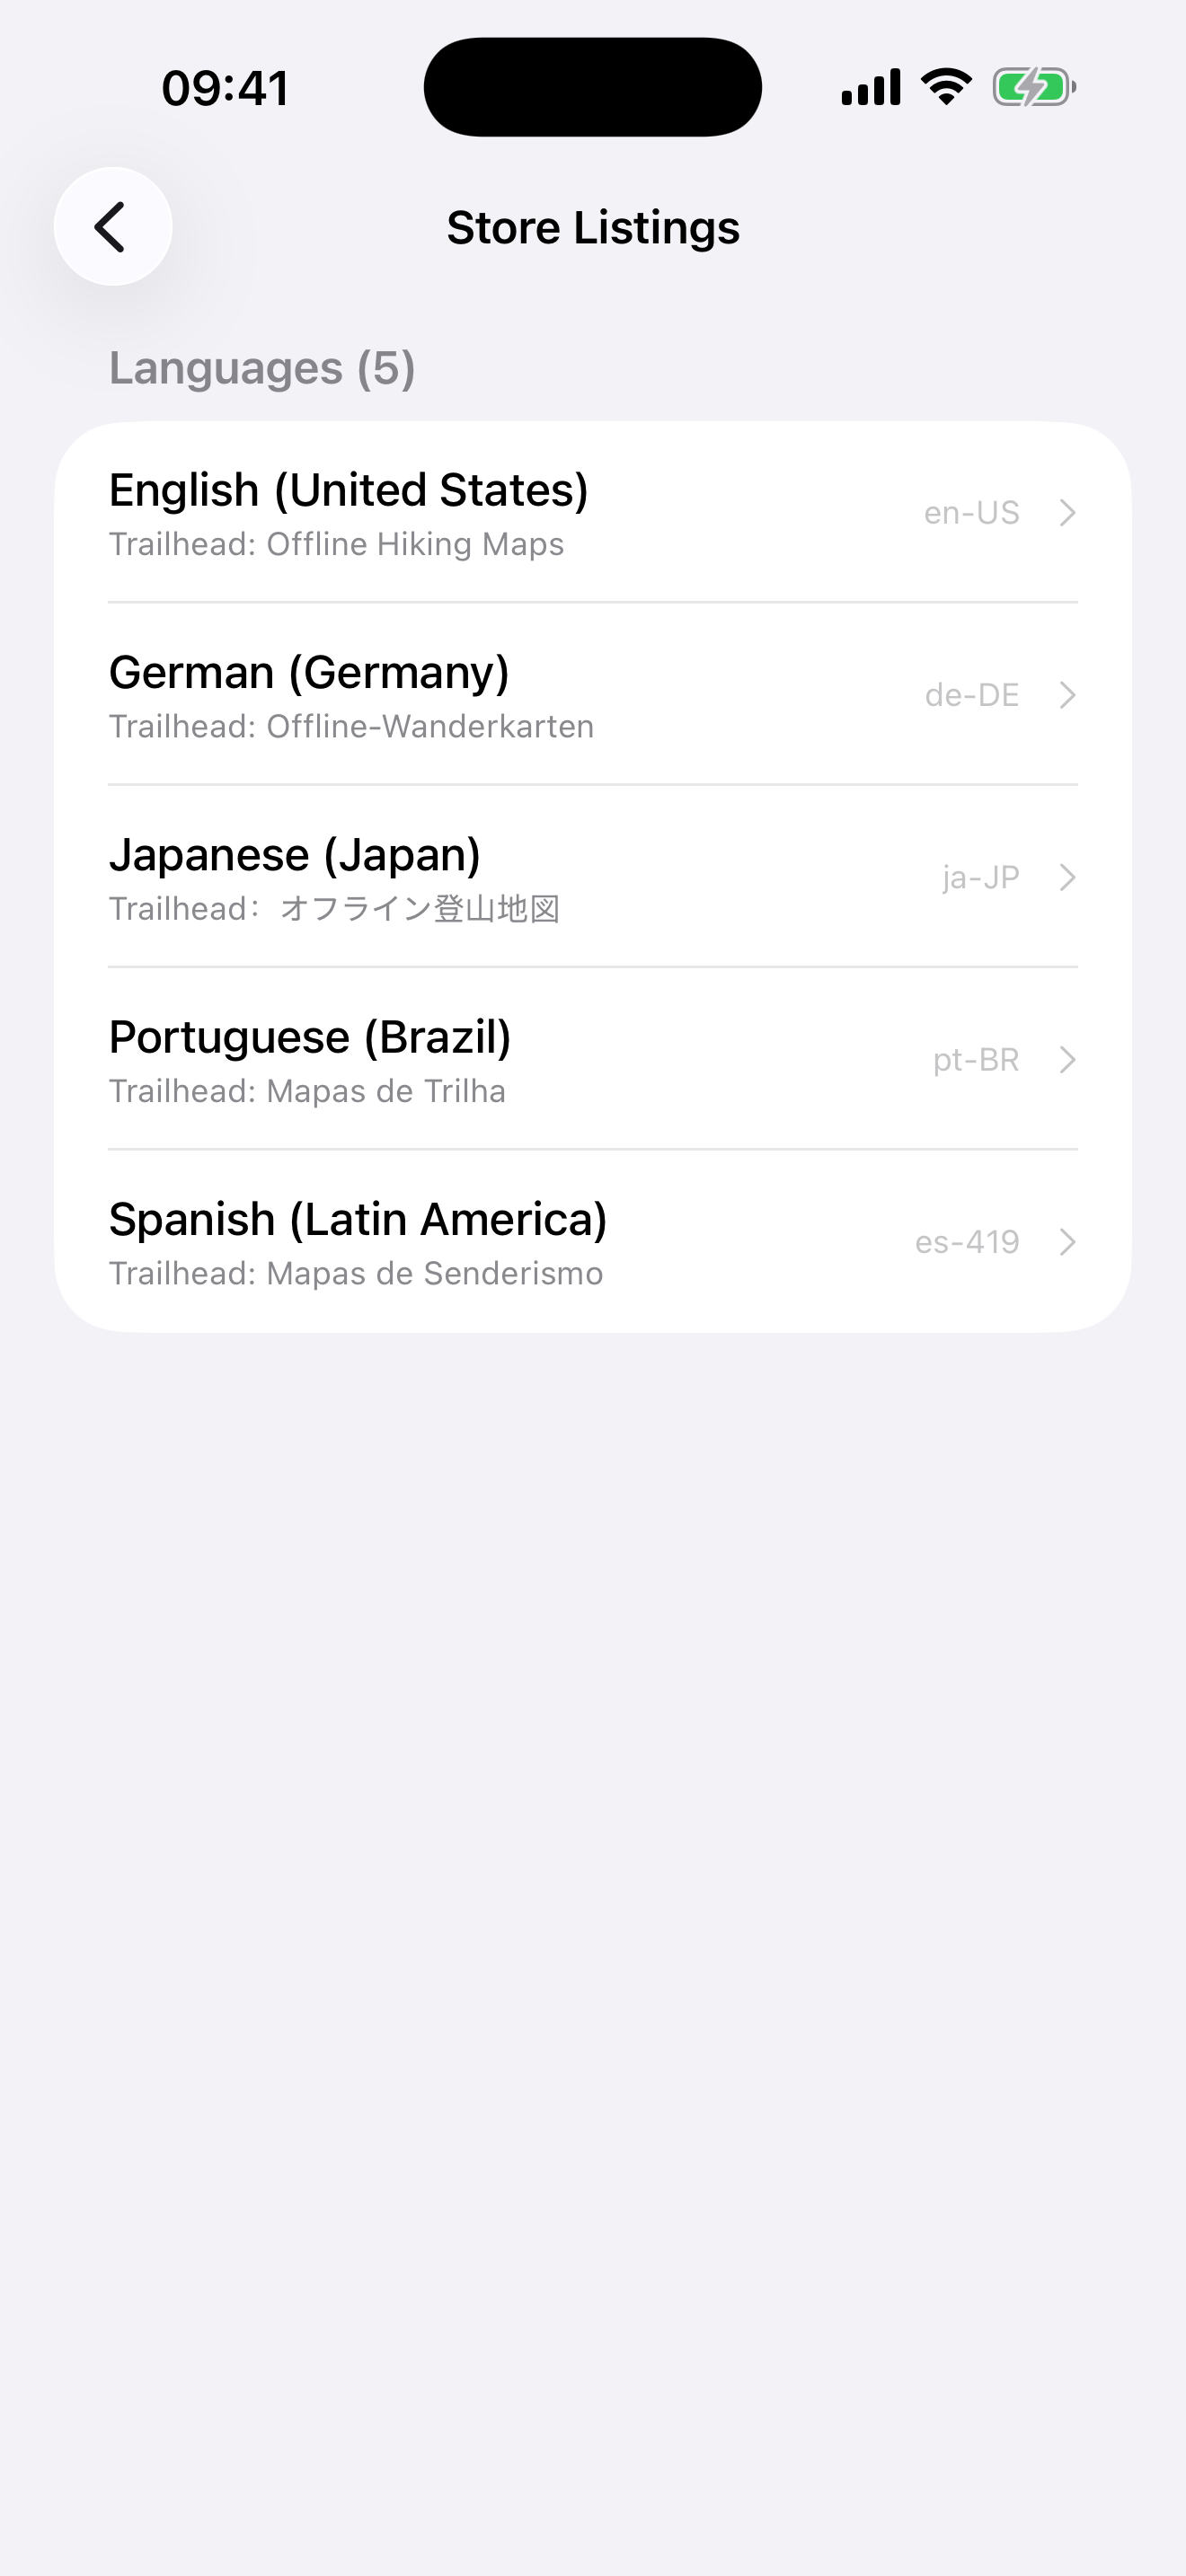 09:41
Store Listings
Languages (5)
English (United States)
Trailhead: Offline Hiking Maps
en-US
German (Germany)
Trailhead: Offline-Wanderkarten
de-DE
Japanese (Japan)
Trailhead：オフライン登山地図
ja-JP
Portuguese (Brazil)
Trailhead: Mapas de Trilha
pt-BR
Spanish (Latin America)
Trailhead: Mapas de Senderismo
es-419